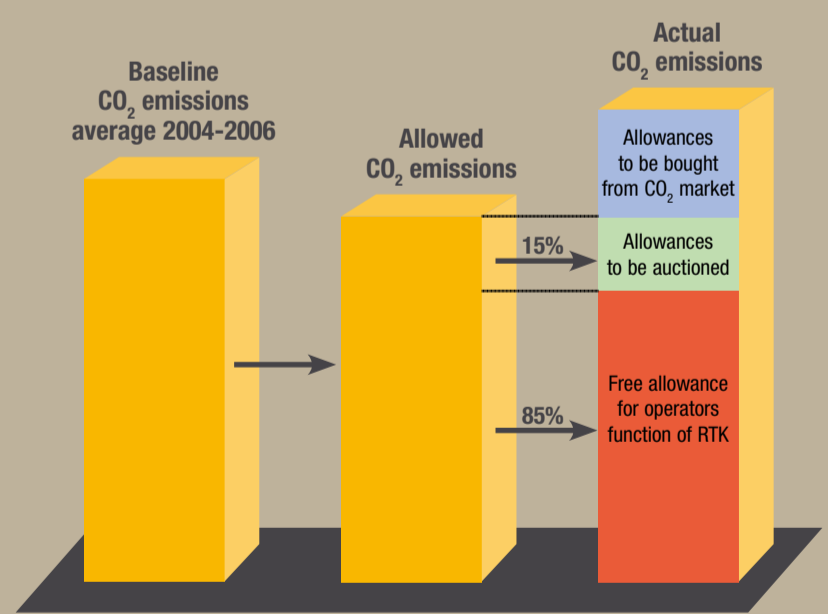 Baseline
CO₂ emissions
average 2004-2006
Allowed
CO₂ emissions
Actual
CO₂ emissions
Allowances
to be bought
from CO₂ market
15%
Allowances
to be auctioned
85%
Free allowance
for operators
function of RTK